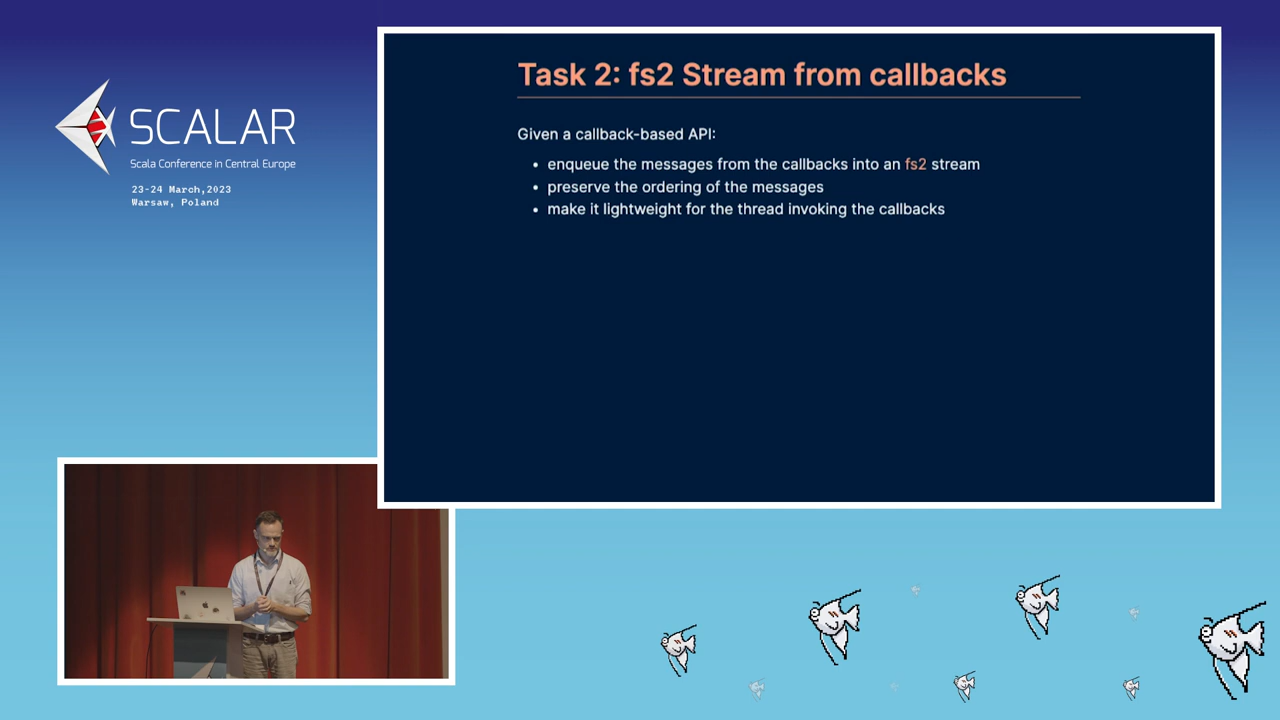 SCALAR
Scala Conference in Central Europe
23-24 March,2023
Warsaw, Poland
Task 2: fs2 Stream from callbacks
Given a callback-based API:
• enqueue the messages from the callbacks into an fs2 stream
• preserve the ordering of the messages
• make it lightweight for the thread invoking the callbacks